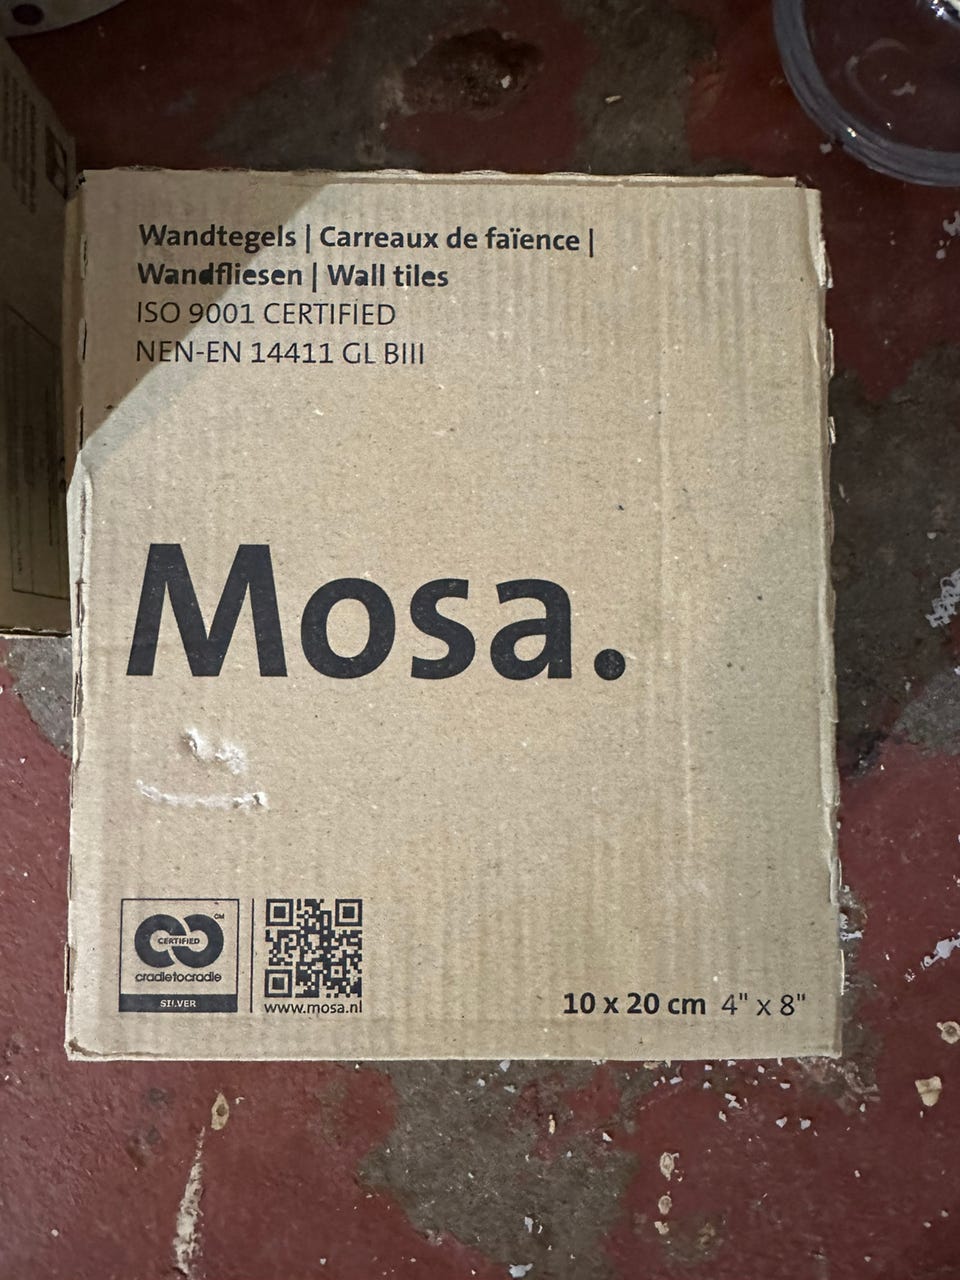 Wandtegels | Carreaux de faïence |
Wandfliesen | Wall tiles
ISO 9001 CERTIFIED
NEN-EN 14411 GL BIII
Mosa.
CM
CERTIFIED
cradletocradle
SILVER
www.mosa.nl
10 x 20 cm 4" x 8"